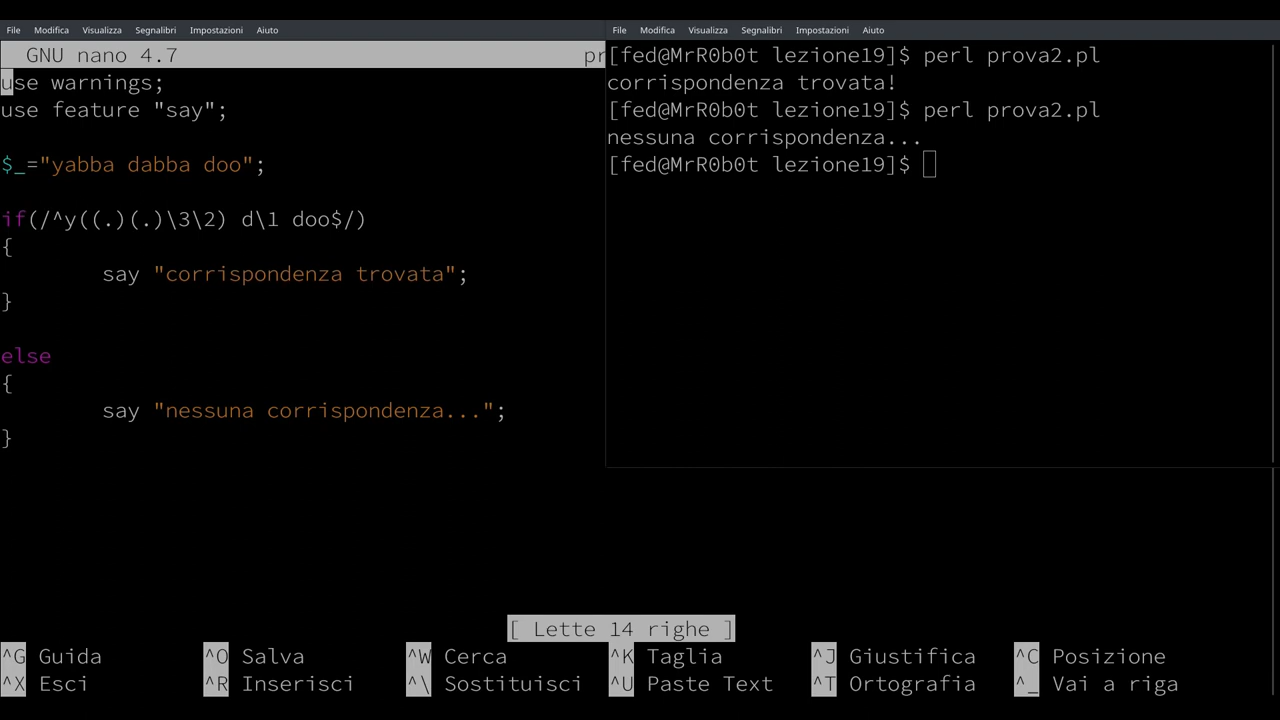 File Modifica Visualizza Segnalibri Impostazioni Aiuto
GNU nano 4.7 pr
use warnings;
use feature "say";
$_="yabba dabba doo";
if(/^y((.)(.)\3\2) d\1 doo$/)
{
say "corrispondenza trovata";
}
else
{
say "nessuna corrispondenza...";
}
[ Lette 14 righe ]
^G Guida ^O Salva ^W Cerca ^K Taglia ^J Giustifica ^C Posizione
^X Esci ^R Inserisci ^\ Sostituisci ^U Paste Text ^T Ortografia ^_ Vai a riga
File Modifica Visualizza Segnalibri Impostazioni Aiuto
[fed@MrR0b0t lezione19]$ perl prova2.pl
corrispondenza trovata!
[fed@MrR0b0t lezione19]$ perl prova2.pl
nessuna corrispondenza...
[fed@MrR0b0t lezione19]$